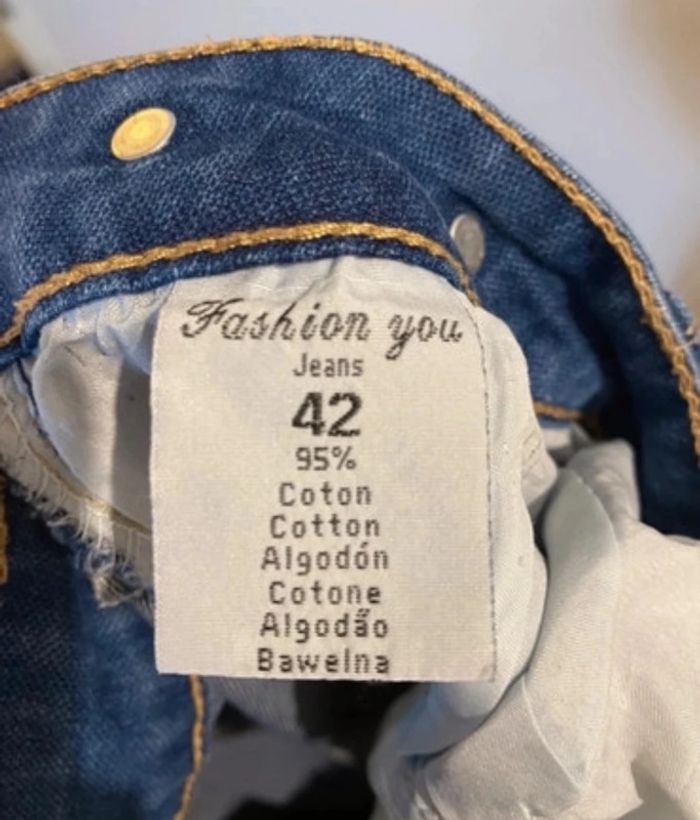 Fashion you
Jeans
42
95%
Coton
Cotton
Algodón
Cotone
Algodão
Bawelna